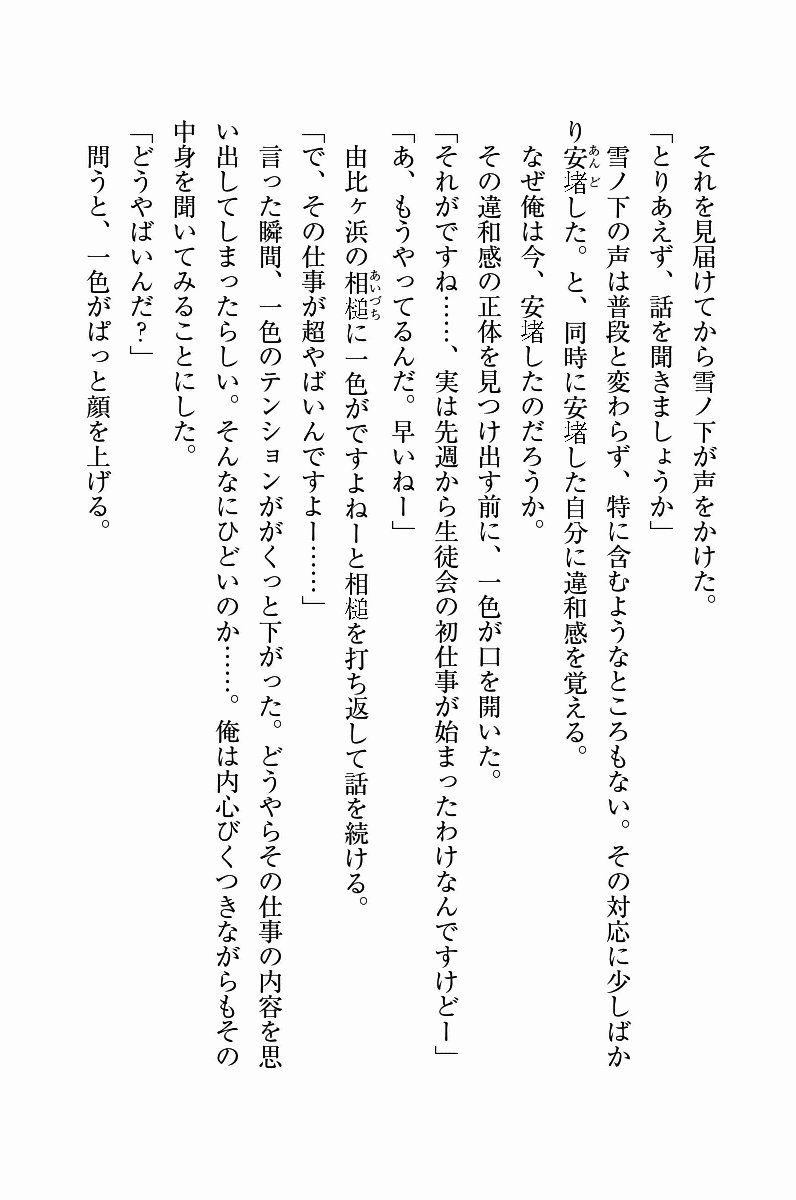 それを見届けてから雪ノ下が声をかけた。
「とりあえず、話を聞きましょうか」
雪ノ下の声は普段と変わらず、特に含むようなところもない。その対応に少しばか
り安堵した。と、同時に安堵した自分に違和感を覚える。
あんど
なぜ俺は今、安堵したのだろうか。
その違和感の正体を見つけ出す前に、一色が口を開いた。
「それがですね……、実は先週から生徒会の初仕事が始まったわけなんですけどー」
「あ、もうやってるんだ。早いねー」
由比ヶ浜の相槌に一色がですよねーと相槌を打ち返して話を続ける。
あいづち
「で、その仕事が超やばいんですよー……」
言った瞬間、一色のテンションががくっと下がった。どうやらその仕事の内容を思
い出してしまったらしい。そんなにひどいのか……。俺は内心びくつきながらもその
中身を聞いてみることにした。
「どうやばいんだ？」
問うと、一色がぱっと顔を上げる。